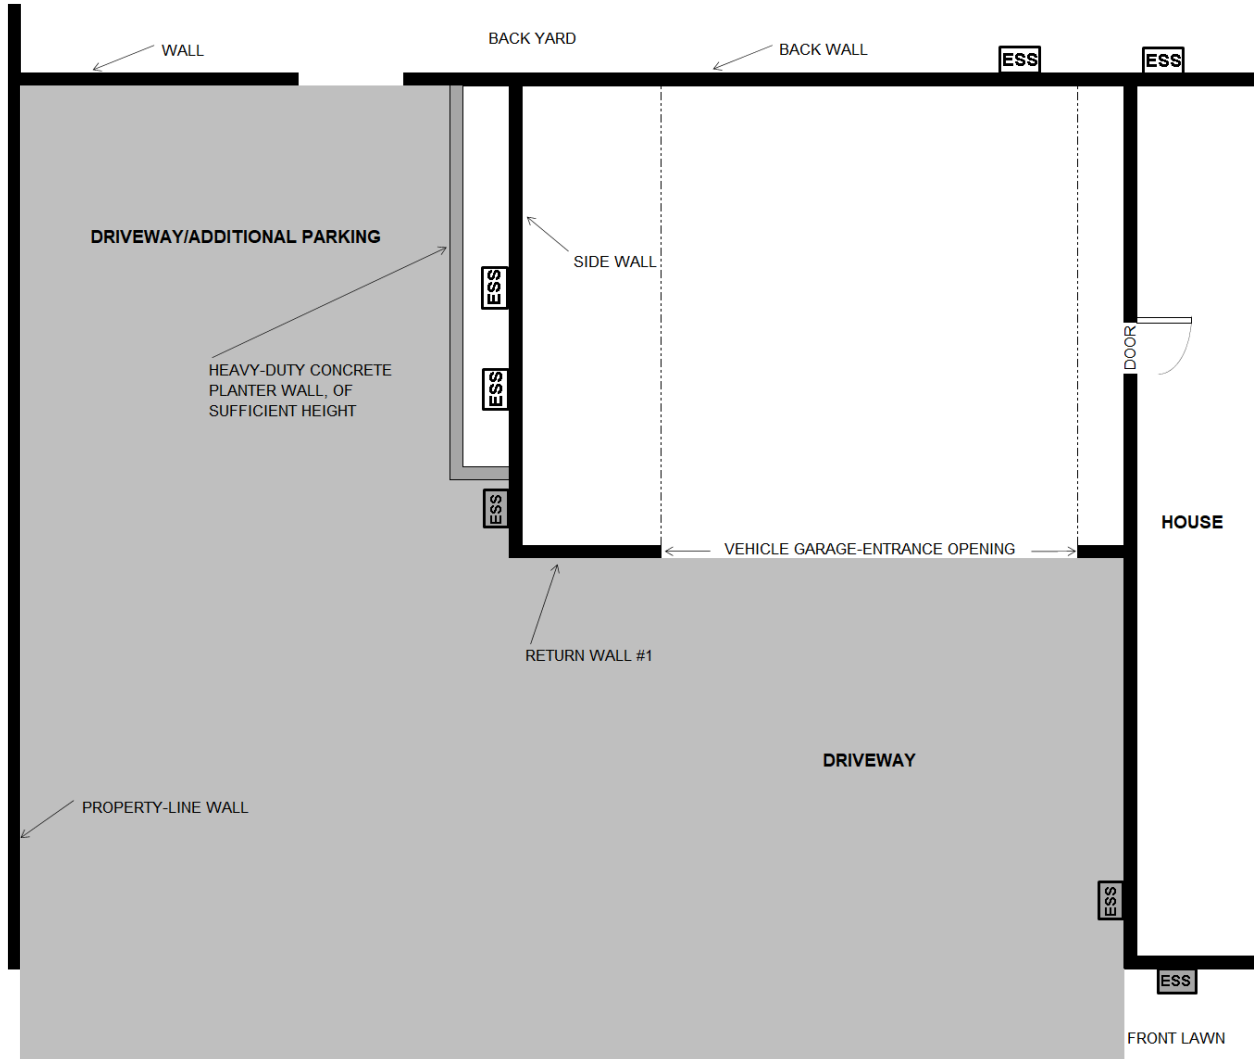 BACK YARD
WALL
BACK WALL
ESS
ESS
DRIVEWAY/ADDITIONAL PARKING
SIDE WALL
ESS
DOOR
HEAVY-DUTY CONCRETE
PLANTER WALL, OF
SUFFICIENT HEIGHT
ESS
ESS
HOUSE
VEHICLE GARAGE-ENTRANCE OPENING
RETURN WALL #1
DRIVEWAY
PROPERTY-LINE WALL
ESS
ESS
FRONT LAWN